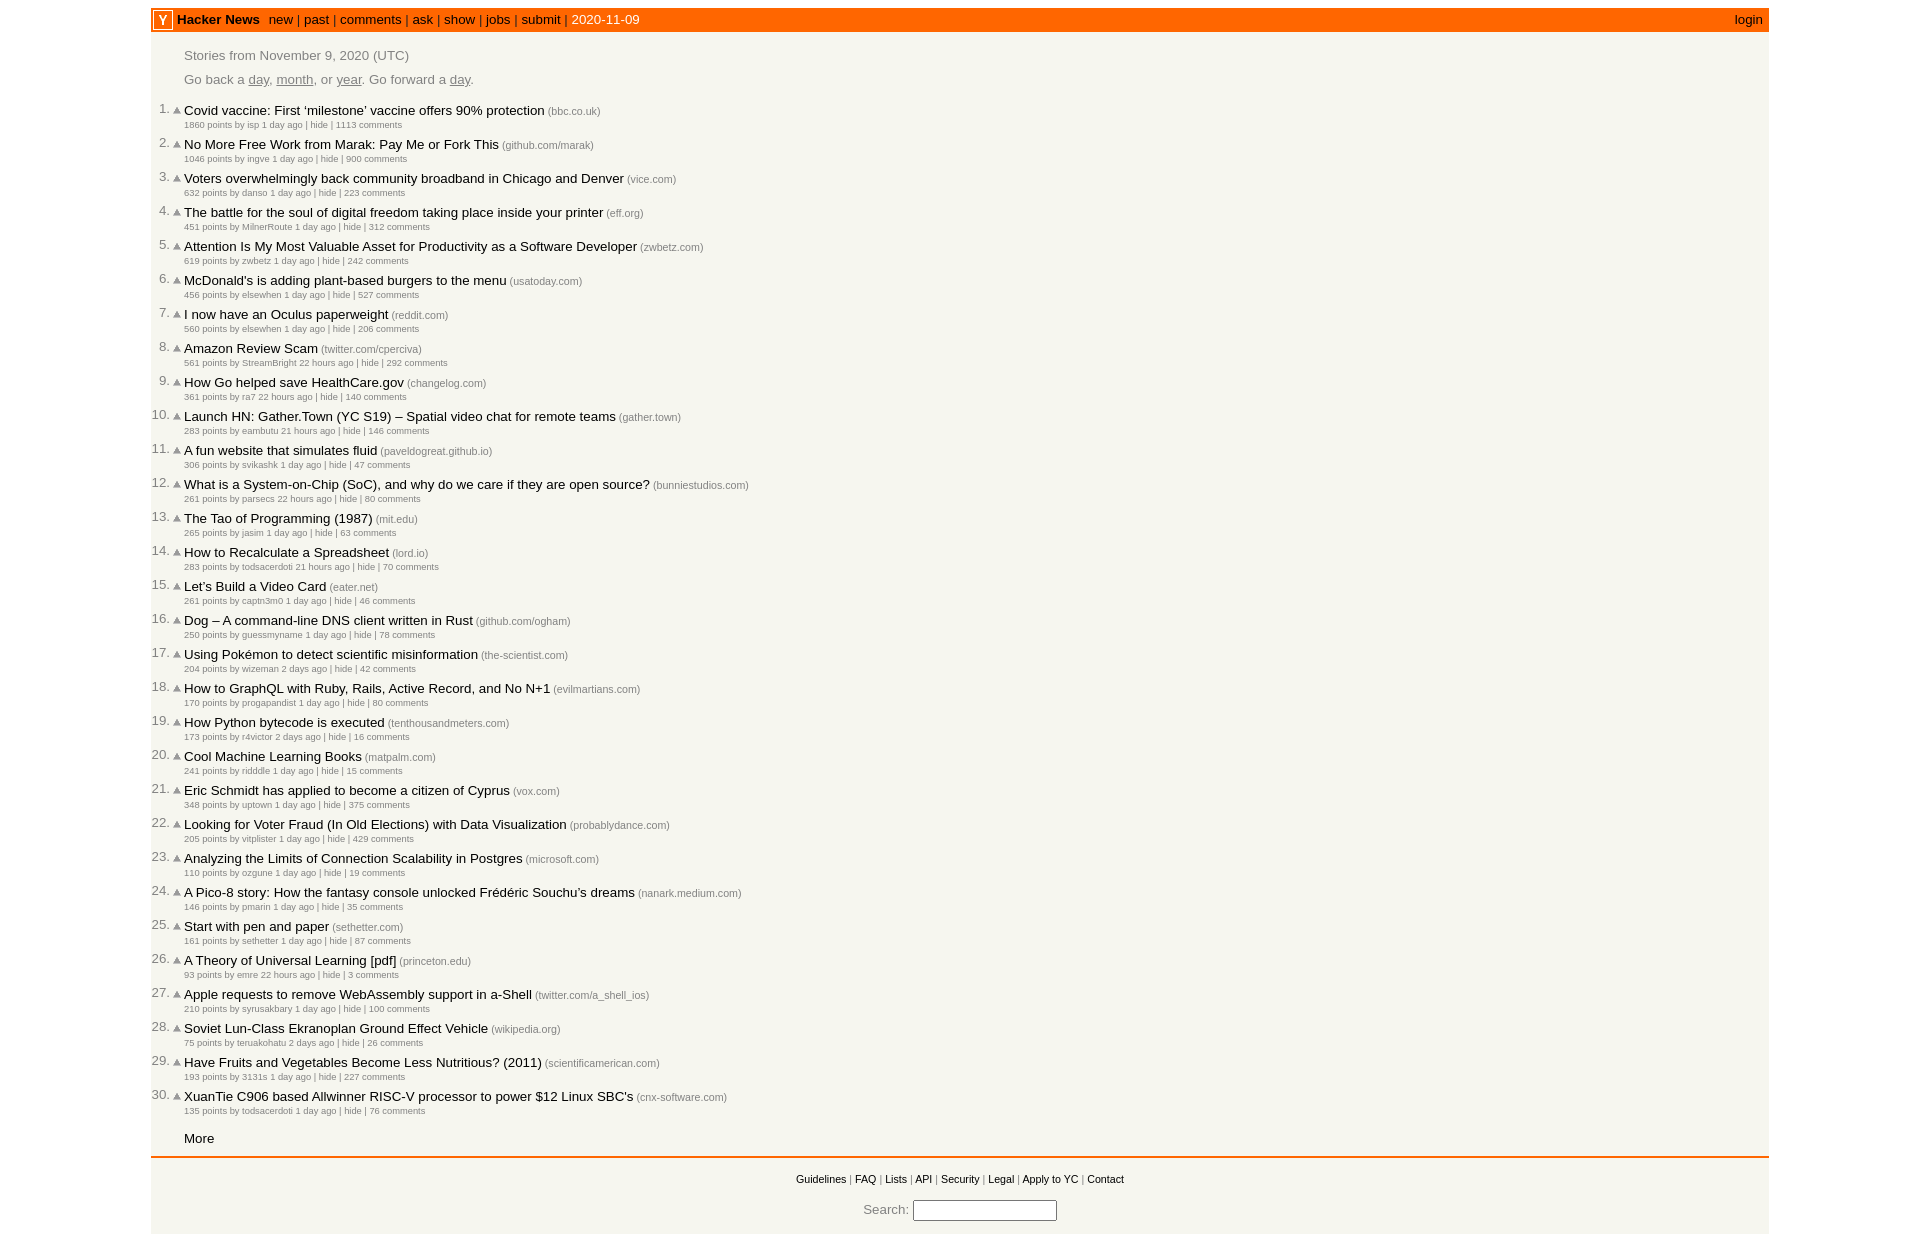 Y Hacker News new | past | comments | ask | show | jobs | submit | 2020-11-09 login
Stories from November 9, 2020 (UTC)
Go back a day, month, or year. Go forward a day.
1. Covid vaccine: First ‘milestone’ vaccine offers 90% protection (bbc.co.uk)
1860 points by isp 1 day ago | hide | 1113 comments
2. No More Free Work from Marak: Pay Me or Fork This (github.com/marak)
1046 points by ingve 1 day ago | hide | 900 comments
3. Voters overwhelmingly back community broadband in Chicago and Denver (vice.com)
632 points by danso 1 day ago | hide | 223 comments
4. The battle for the soul of digital freedom taking place inside your printer (eff.org)
451 points by MilnerRoute 1 day ago | hide | 312 comments
5. Attention Is My Most Valuable Asset for Productivity as a Software Developer (zwbetz.com)
619 points by zwbetz 1 day ago | hide | 242 comments
6. McDonald's is adding plant-based burgers to the menu (usatoday.com)
456 points by elsewhen 1 day ago | hide | 527 comments
7. I now have an Oculus paperweight (reddit.com)
560 points by elsewhen 1 day ago | hide | 206 comments
8. Amazon Review Scam (twitter.com/cperciva)
561 points by StreamBright 22 hours ago | hide | 292 comments
9. How Go helped save HealthCare.gov (changelog.com)
361 points by ra7 22 hours ago | hide | 140 comments
10. Launch HN: Gather.Town (YC S19) – Spatial video chat for remote teams (gather.town)
283 points by eambutu 21 hours ago | hide | 146 comments
11. A fun website that simulates fluid (paveldogreat.github.io)
306 points by svikashk 1 day ago | hide | 47 comments
12. What is a System-on-Chip (SoC), and why do we care if they are open source? (bunniestudios.com)
261 points by parsecs 22 hours ago | hide | 80 comments
13. The Tao of Programming (1987) (mit.edu)
265 points by jasim 1 day ago | hide | 63 comments
14. How to Recalculate a Spreadsheet (lord.io)
283 points by todsacerdoti 21 hours ago | hide | 70 comments
15. Let’s Build a Video Card (eater.net)
261 points by captn3m0 1 day ago | hide | 46 comments
16. Dog – A command-line DNS client written in Rust (github.com/ogham)
250 points by guessmyname 1 day ago | hide | 78 comments
17. Using Pokémon to detect scientific misinformation (the-scientist.com)
204 points by wizeman 2 days ago | hide | 42 comments
18. How to GraphQL with Ruby, Rails, Active Record, and No N+1 (evilmartians.com)
170 points by progapandist 1 day ago | hide | 80 comments
19. How Python bytecode is executed (tenthousandmeters.com)
173 points by r4victor 2 days ago | hide | 16 comments
20. Cool Machine Learning Books (matpalm.com)
241 points by ridddle 1 day ago | hide | 15 comments
21. Eric Schmidt has applied to become a citizen of Cyprus (vox.com)
348 points by uptown 1 day ago | hide | 375 comments
22. Looking for Voter Fraud (In Old Elections) with Data Visualization (probablydance.com)
205 points by vitplister 1 day ago | hide | 429 comments
23. Analyzing the Limits of Connection Scalability in Postgres (microsoft.com)
110 points by ozgune 1 day ago | hide | 19 comments
24. A Pico-8 story: How the fantasy console unlocked Frédéric Souchu’s dreams (nanark.medium.com)
146 points by pmarin 1 day ago | hide | 35 comments
25. Start with pen and paper (sethetter.com)
161 points by sethetter 1 day ago | hide | 87 comments
26. A Theory of Universal Learning [pdf] (princeton.edu)
93 points by emre 22 hours ago | hide | 3 comments
27. Apple requests to remove WebAssembly support in a-Shell (twitter.com/a_shell_ios)
210 points by syrusakbary 1 day ago | hide | 100 comments
28. Soviet Lun-Class Ekranoplan Ground Effect Vehicle (wikipedia.org)
75 points by teruakohatu 2 days ago | hide | 26 comments
29. Have Fruits and Vegetables Become Less Nutritious? (2011) (scientificamerican.com)
193 points by 3131s 1 day ago | hide | 227 comments
30. XuanTie C906 based Allwinner RISC-V processor to power $12 Linux SBC's (cnx-software.com)
135 points by todsacerdoti 1 day ago | hide | 76 comments
More
Guidelines | FAQ | Lists | API | Security | Legal | Apply to YC | Contact
Search: